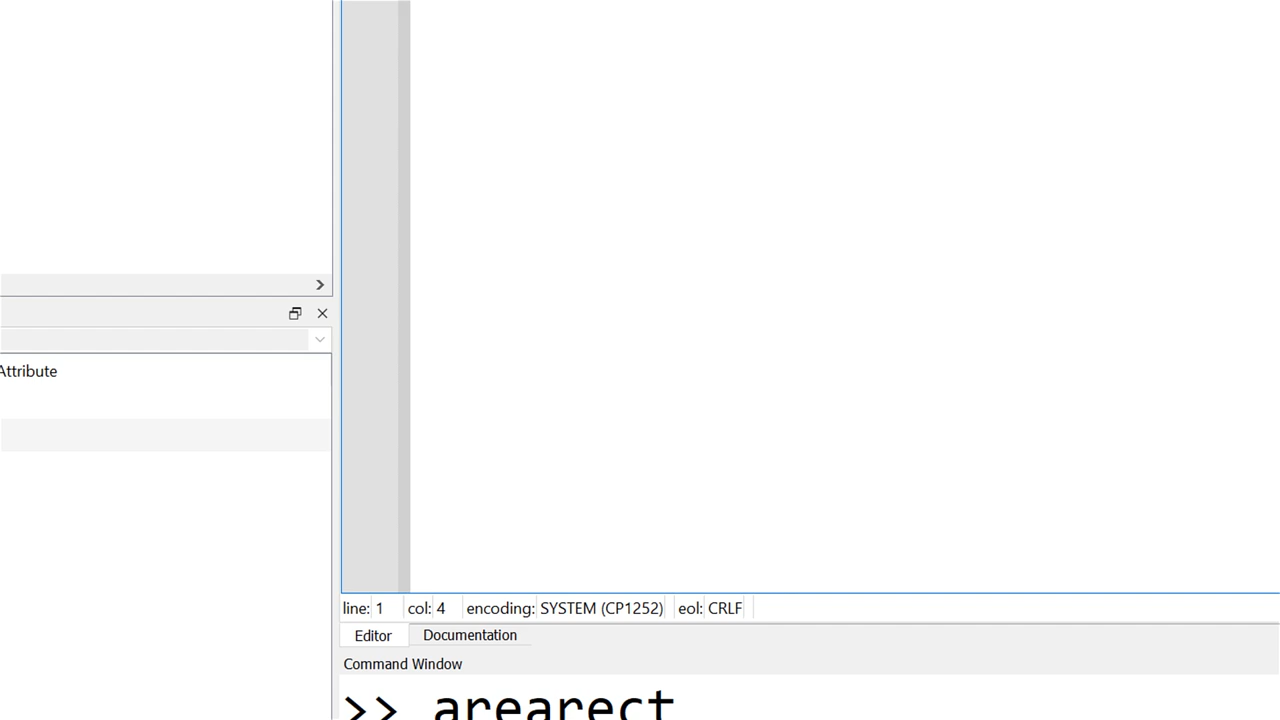 Attribute
line: 1 col: 4 encoding: SYSTEM (CP1252) eol: CRLF
Editor Documentation
Command Window
>> arearect